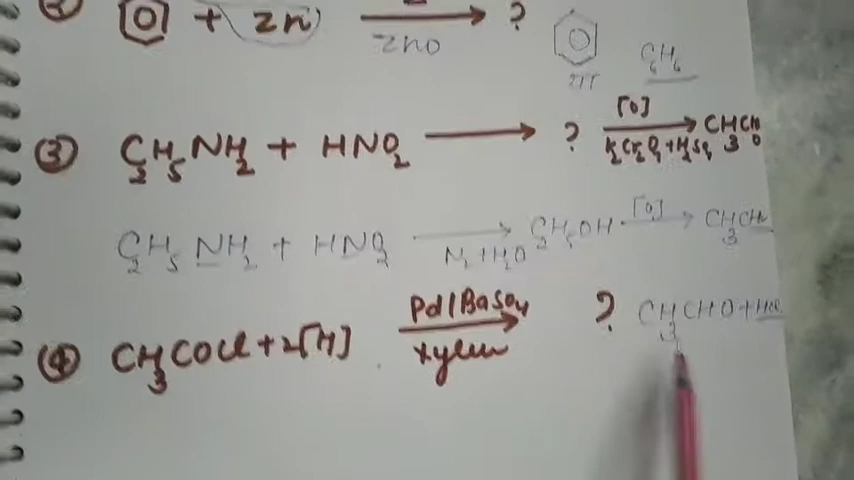 + Zn ⟶ ?
ZnO
C₆H₆
③ C₂H₅NH₂ + HNO₂ ⟶ ? [O] ⟶ CH₃CHO
K₂Cr₂O₇+H₂SO₄
C₂H₅NH₂ + HNO₂ ⟶ C₂H₅OH [O] ⟶ CH₃CHO
N₂+H₂O
④ CH₃COCl+2[H] Pd/BaSO₄ ⟶ ? CH₃CHO+HCl
xylene